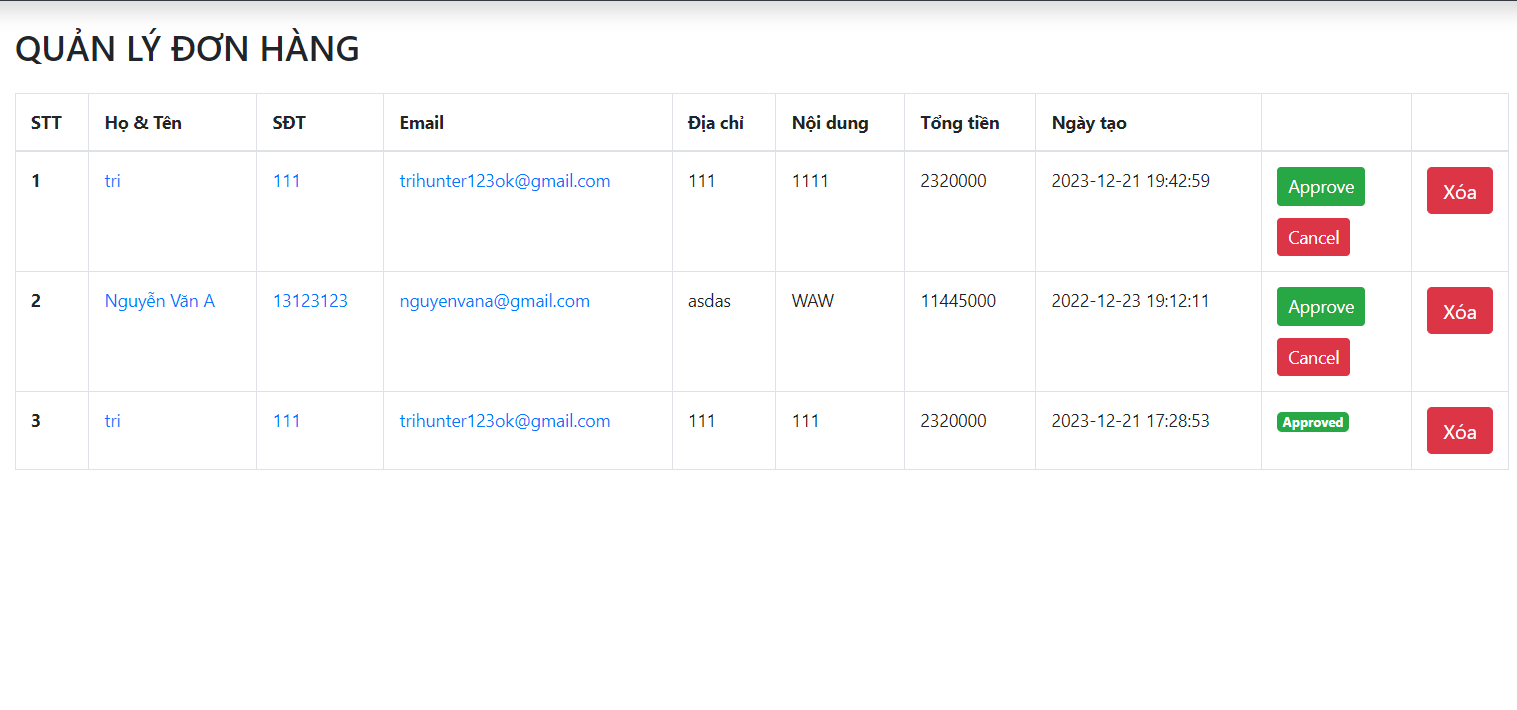 QUẢN LÝ ĐƠN HÀNG
STT Họ & Tên SĐT Email Địa chỉ Nội dung Tổng tiền Ngày tạo
1 tri 111 trihunter123ok@gmail.com 111 1111 2320000 2023-12-21 19:42:59 Approve Xóa
Cancel
2 Nguyễn Văn A 13123123 nguyenvana@gmail.com asdas WAW 11445000 2022-12-23 19:12:11 Approve Xóa
Cancel
3 tri 111 trihunter123ok@gmail.com 111 111 2320000 2023-12-21 17:28:53 Approved Xóa